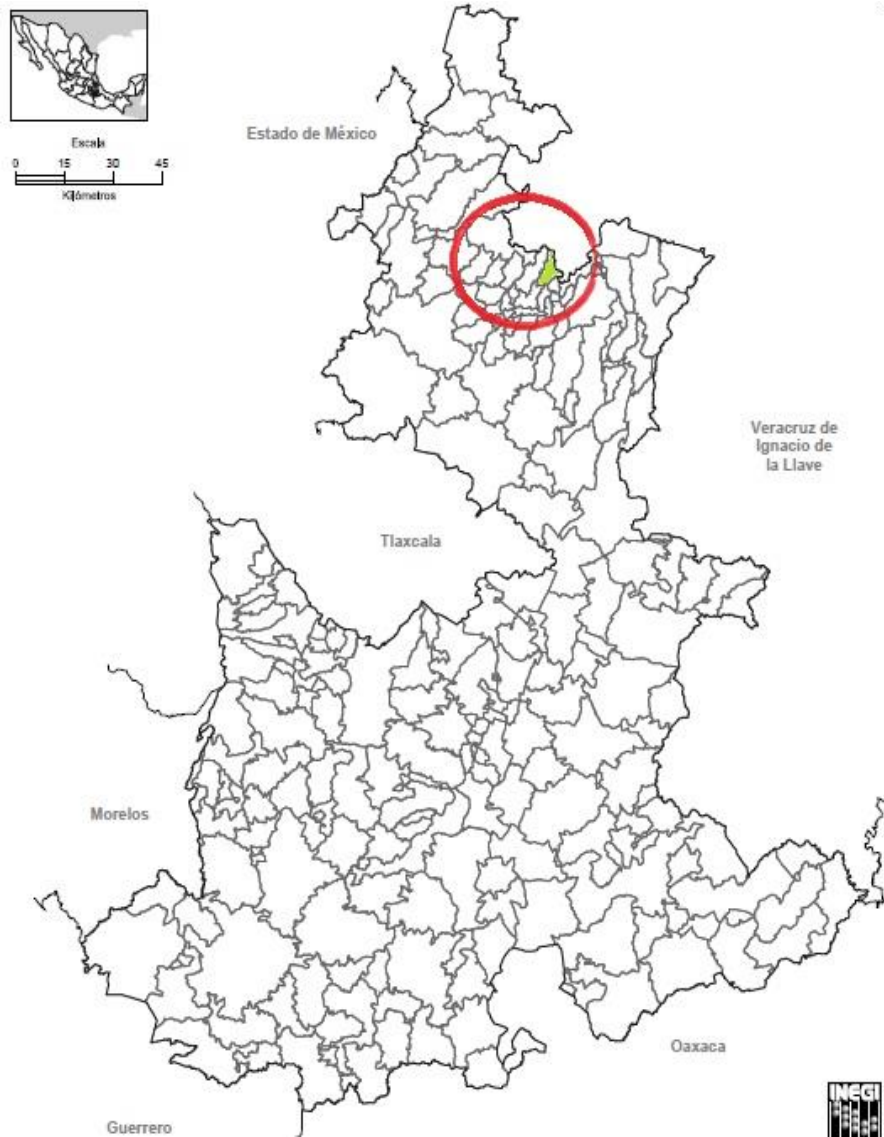 Estado de México
Escala
0 15 30 45
Kilómetros
Veracruz de
Ignacio de
la Llave
Tlaxcala
Morelos
Oaxaca
Guerrero
INEGI